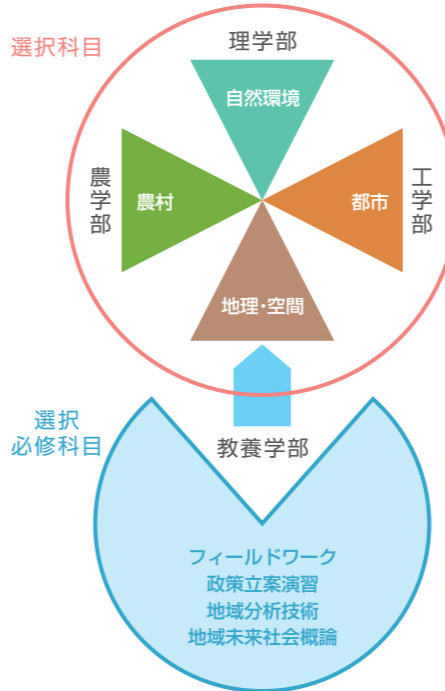 選択科目
理学部
自然環境
農学部
農村
都市
工学部
地理・空間
選択
必修科目
教養学部
フィールドワーク
政策立案演習
地域分析技術
地域未来社会概論